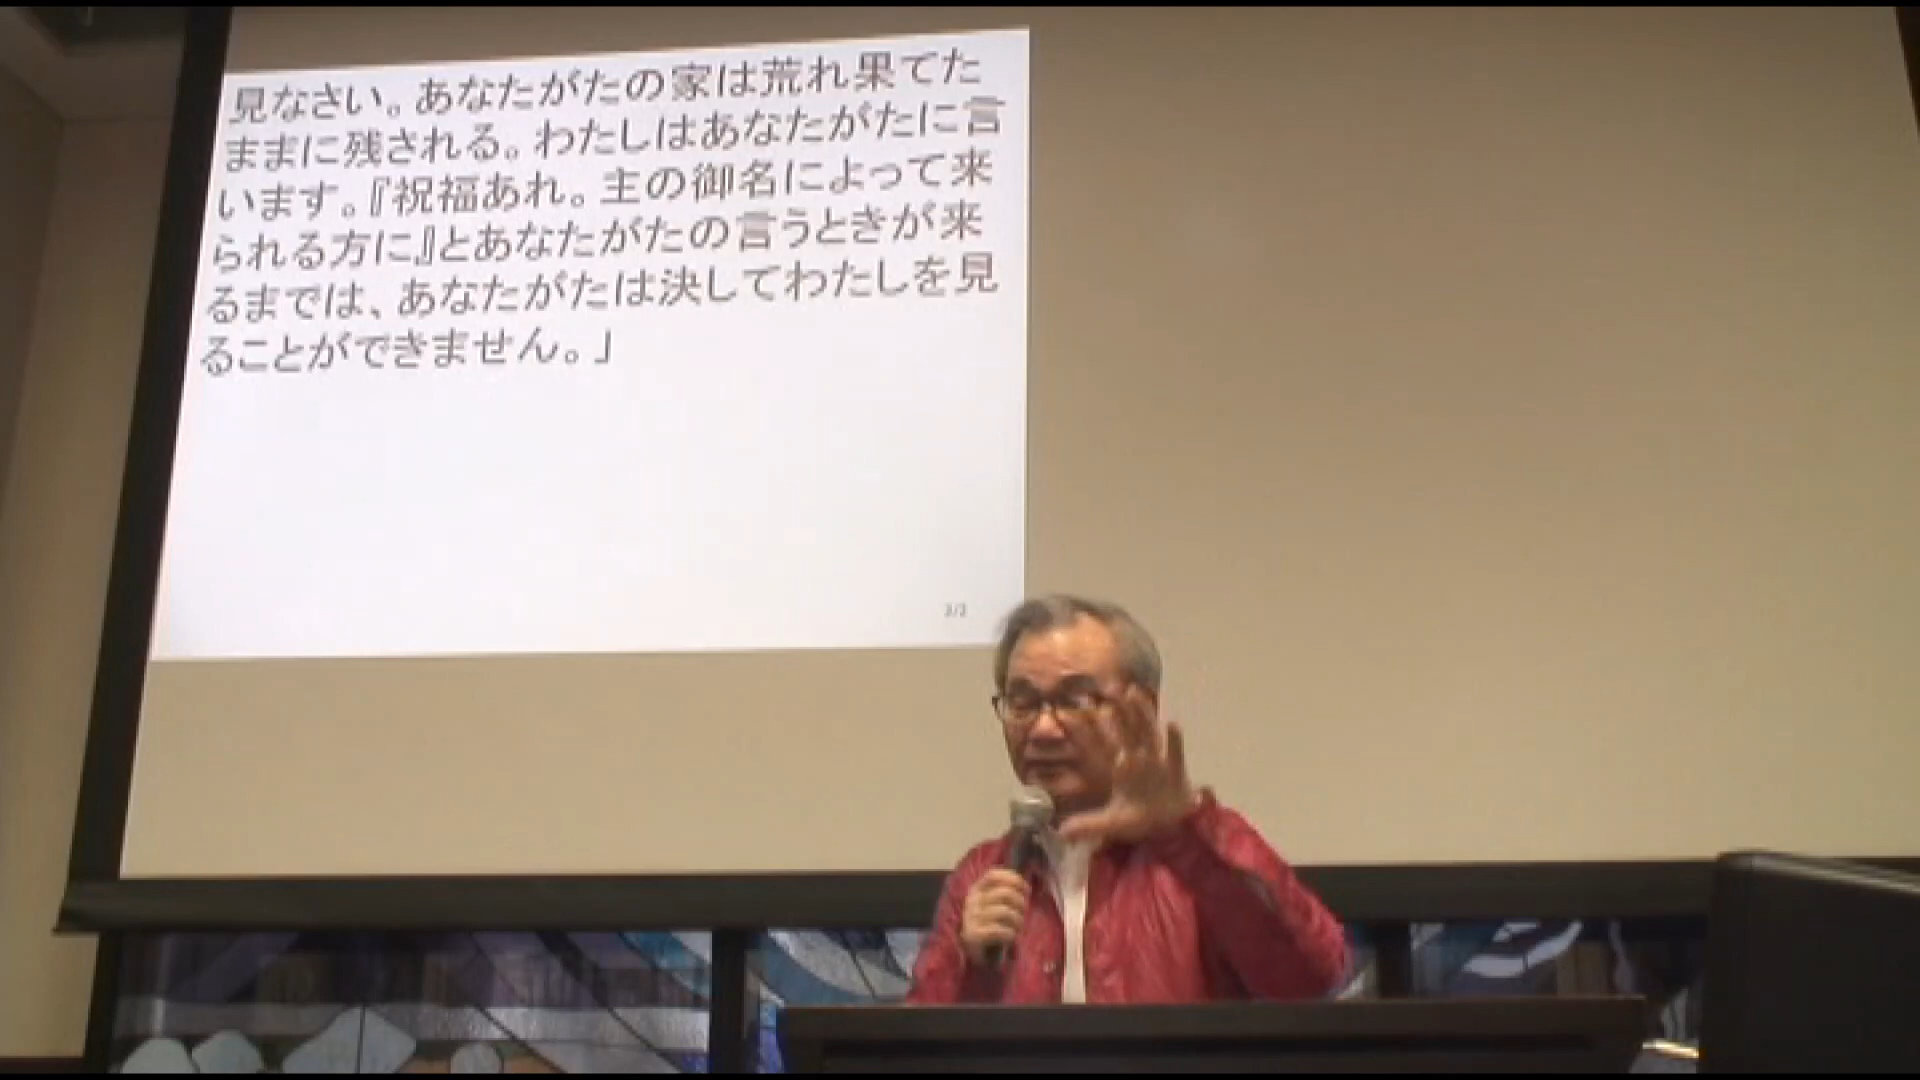 見なさい。あなたがたの家は荒れ果てた
ままに残される。わたしはあなたがたに言
います。『祝福あれ。主の御名によって来
られる方に』とあなたがたの言うときが来
るまでは、あなたがたは決してわたしを見
ることができません。」
2/2